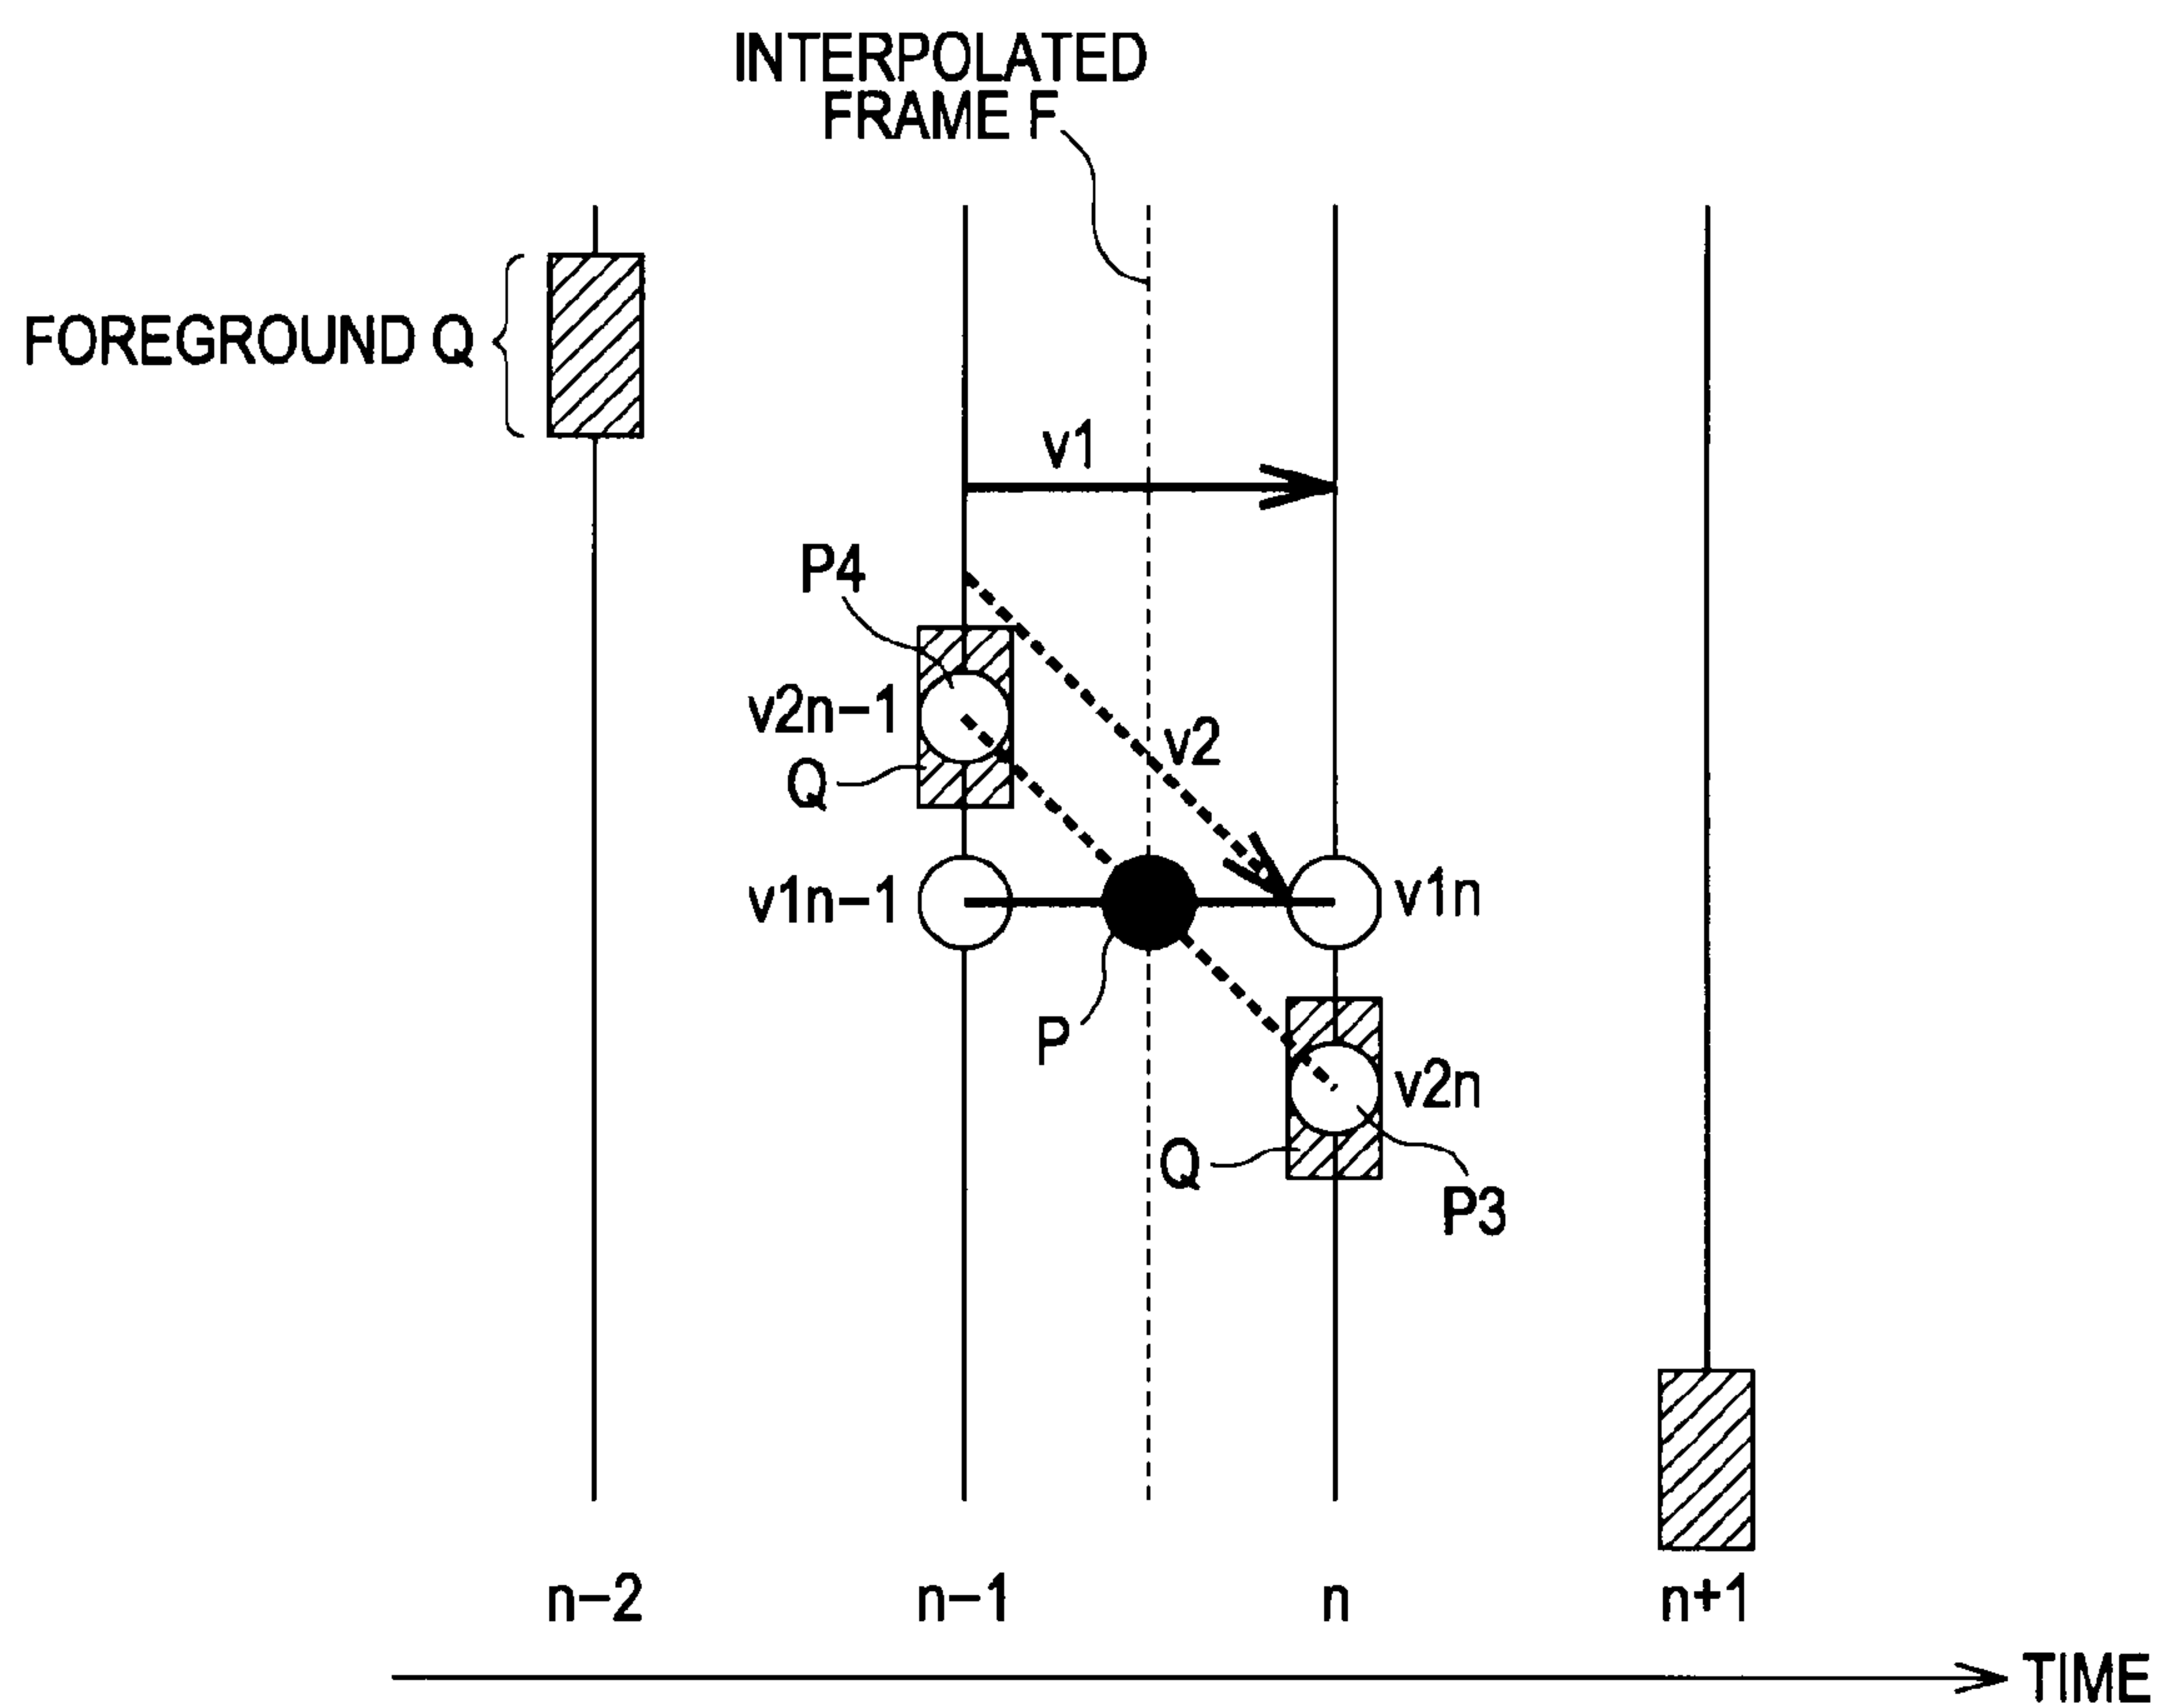 INTERPOLATED
FRAME F
FOREGROUND Q
v1
P4
v2n-1
v2
Q
v1n-1
v1n
P
v2n
Q
P3
n-2
n-1
n
n+1
TIME